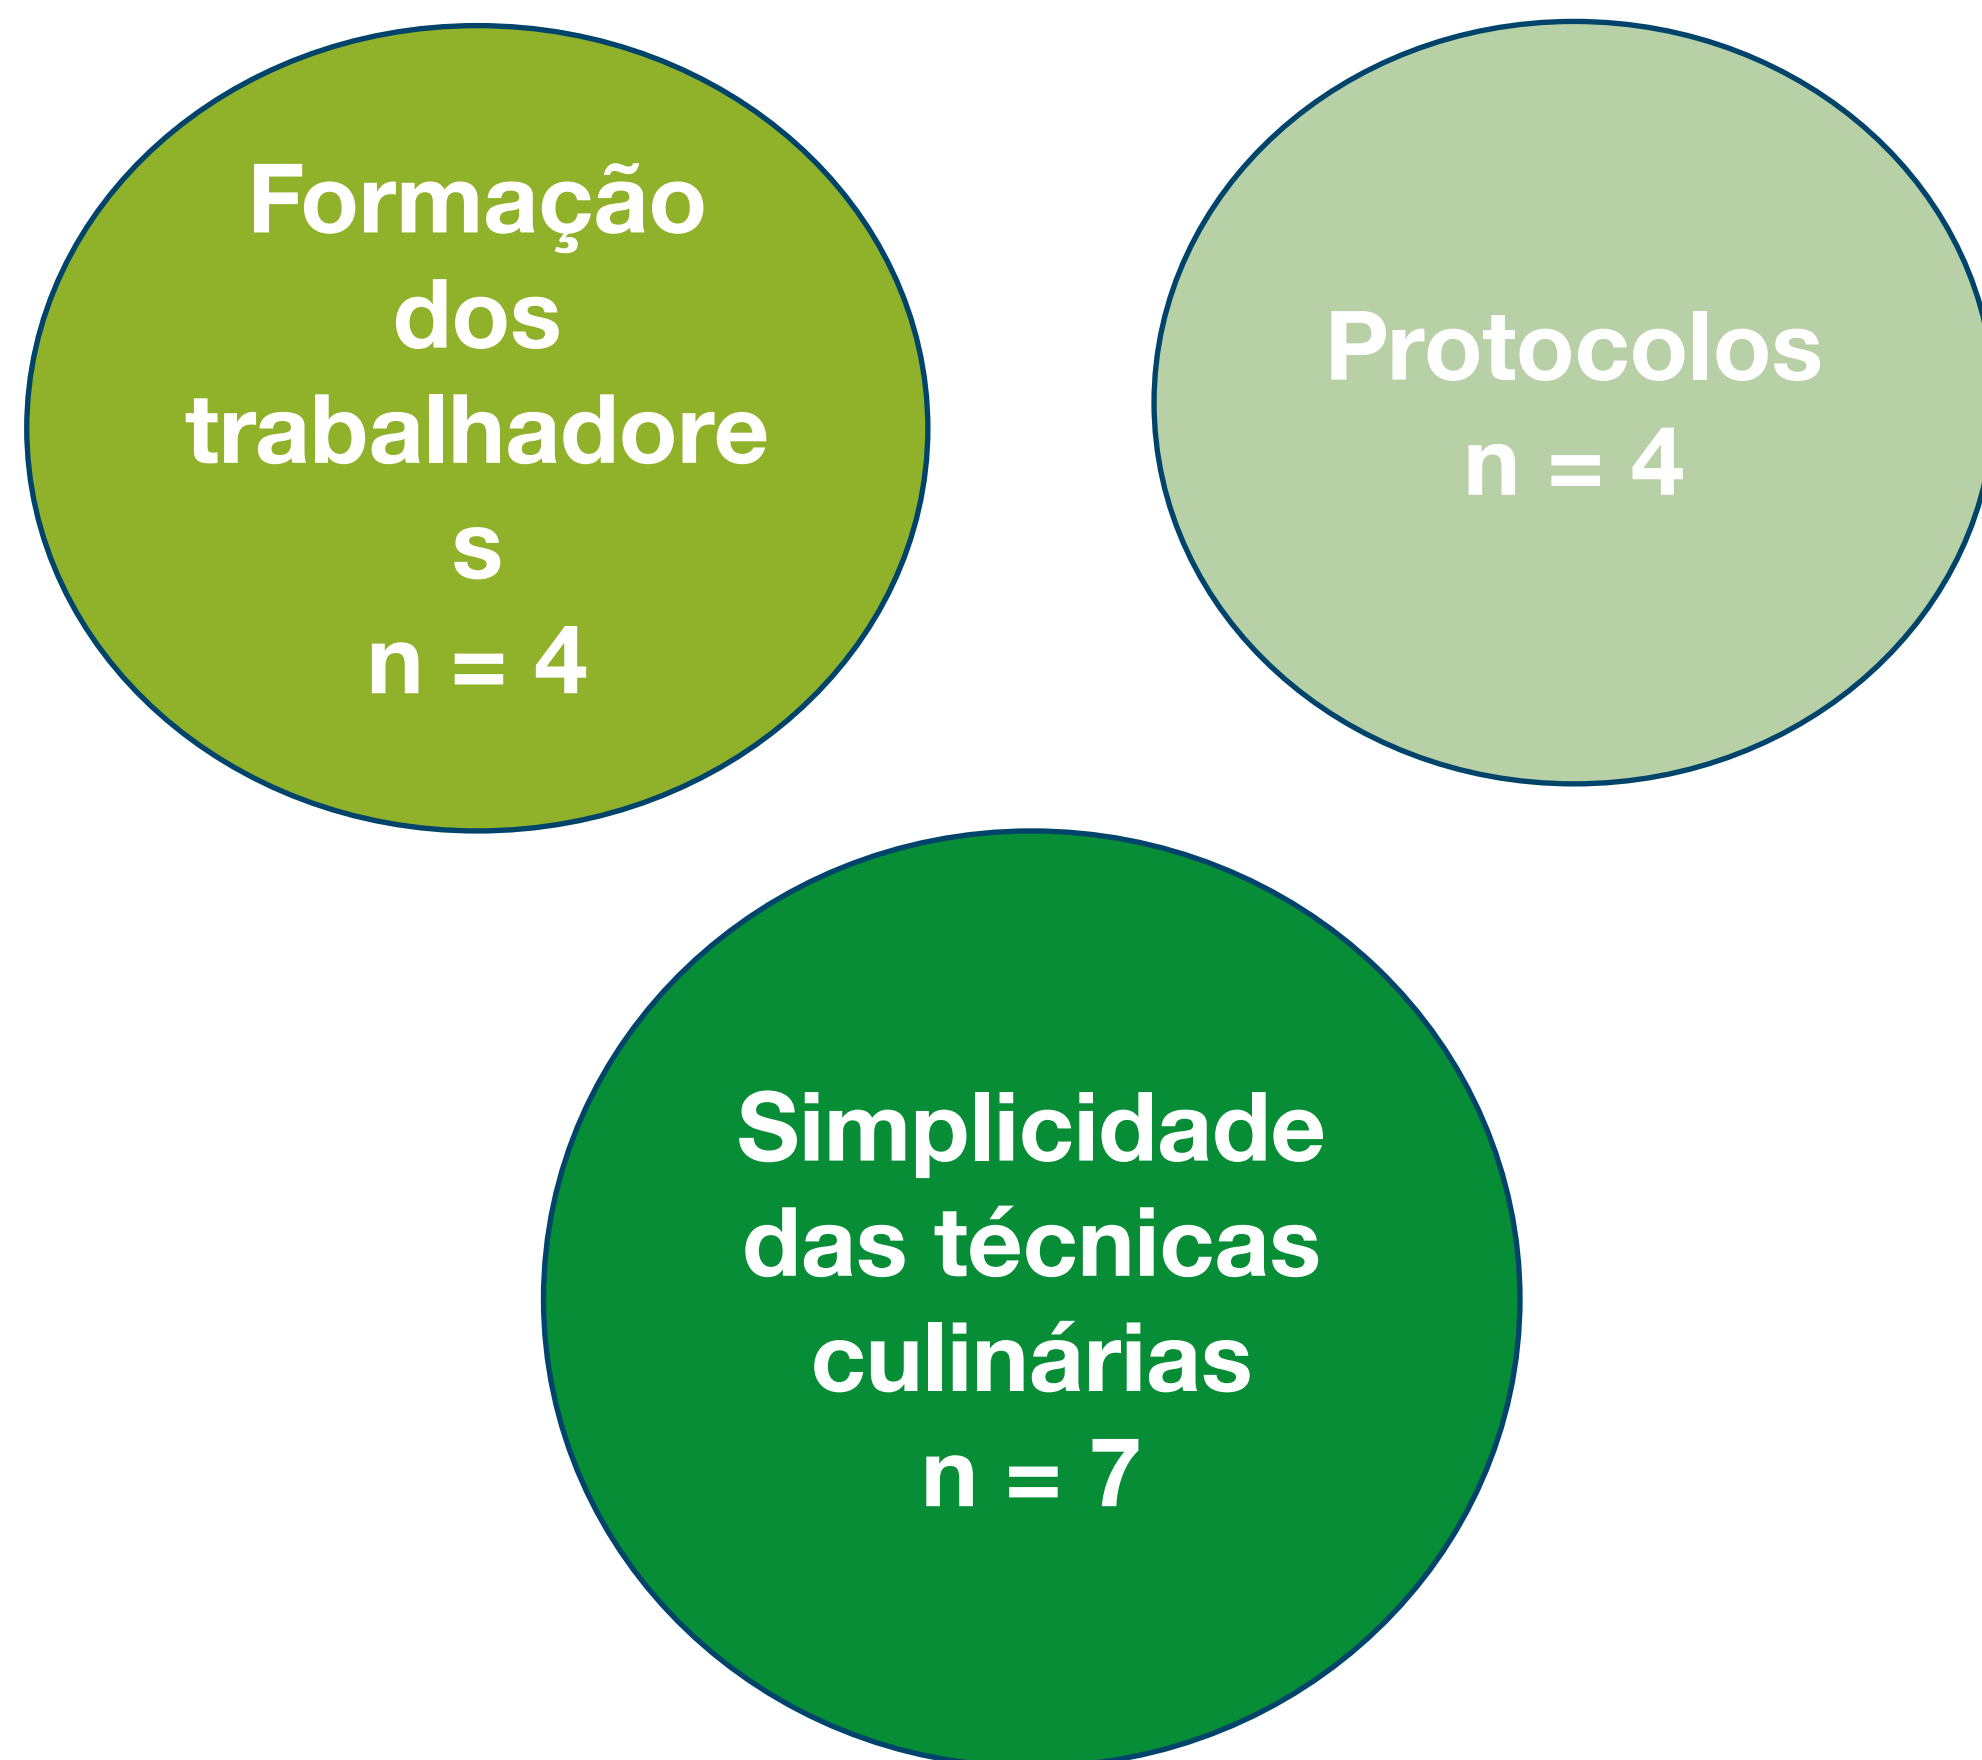 Formação
dos
trabalhadore
s
n = 4
Protocolos
n = 4
Simplicidade
das técnicas
culinárias
n = 7